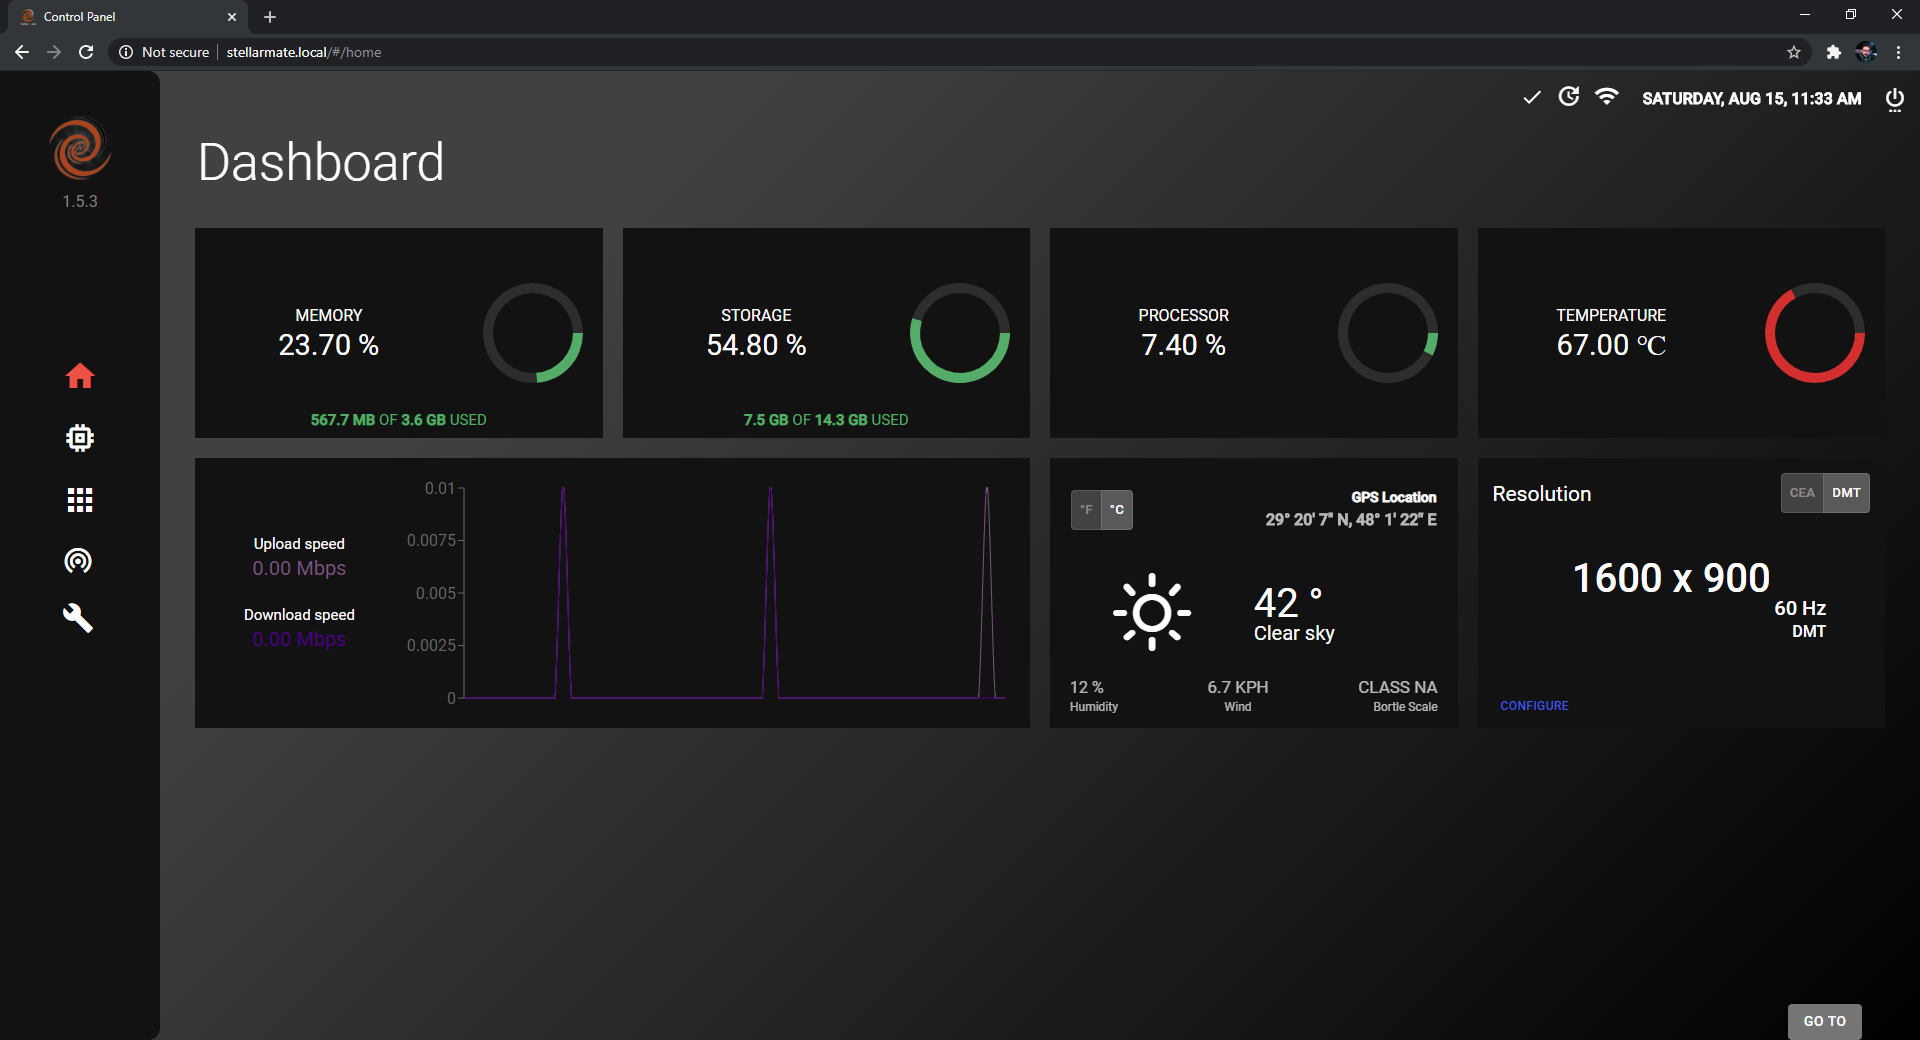 Control Panel
Not secure
stellarmate.local/#/home
SATURDAY, AUG 15, 11:33 AM
1.5.3
Dashboard
MEMORY
23.70 %
567.7 MB OF 3.6 GB USED
STORAGE
54.80 %
7.5 GB OF 14.3 GB USED
PROCESSOR
7.40 %
TEMPERATURE
67.00 °C
Upload speed
0.00 Mbps
Download speed
0.00 Mbps
0.01
0.0075
0.005
0.0025
0
°F
°C
GPS Location
29° 20' 7" N, 48° 1' 22" E
42 °
Clear sky
12 %
Humidity
6.7 KPH
Wind
CLASS NA
Bortle Scale
Resolution
CEA
DMT
1600 x 900
60 Hz
DMT
CONFIGURE
GO TO